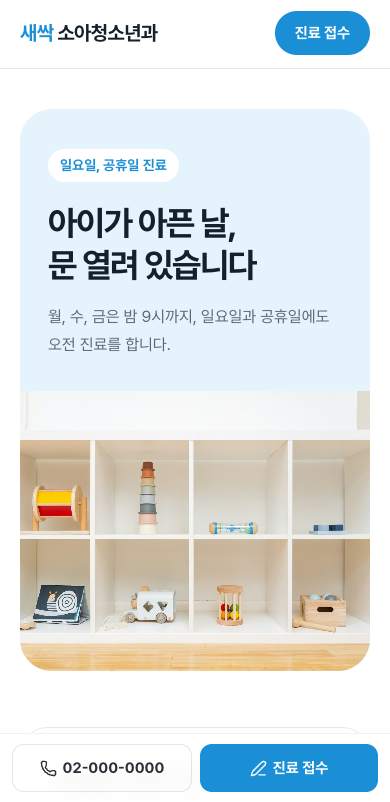 새싹 소아청소년과
진료 접수
일요일, 공휴일 진료
아이가 아픈 날,
문 열려 있습니다
월, 수, 금은 밤 9시까지, 일요일과 공휴일에도
오전 진료를 합니다.
02-000-0000
진료 접수